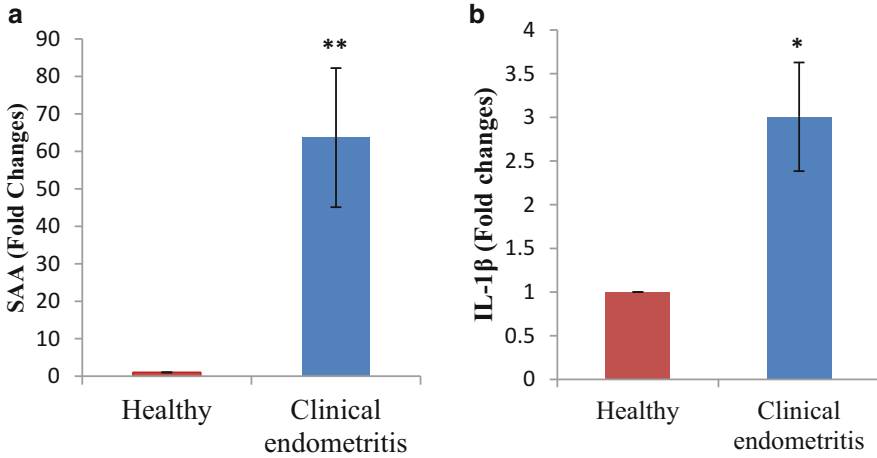 a
SAA (Fold Changes)
90
80
70
60
50
40
30
20
10
0
**
Healthy
Clinical
endometritis
b
IL-1β (Fold changes)
4
3.5
3
2.5
2
1.5
1
0.5
0
*
Healthy
Clinical
endometritis